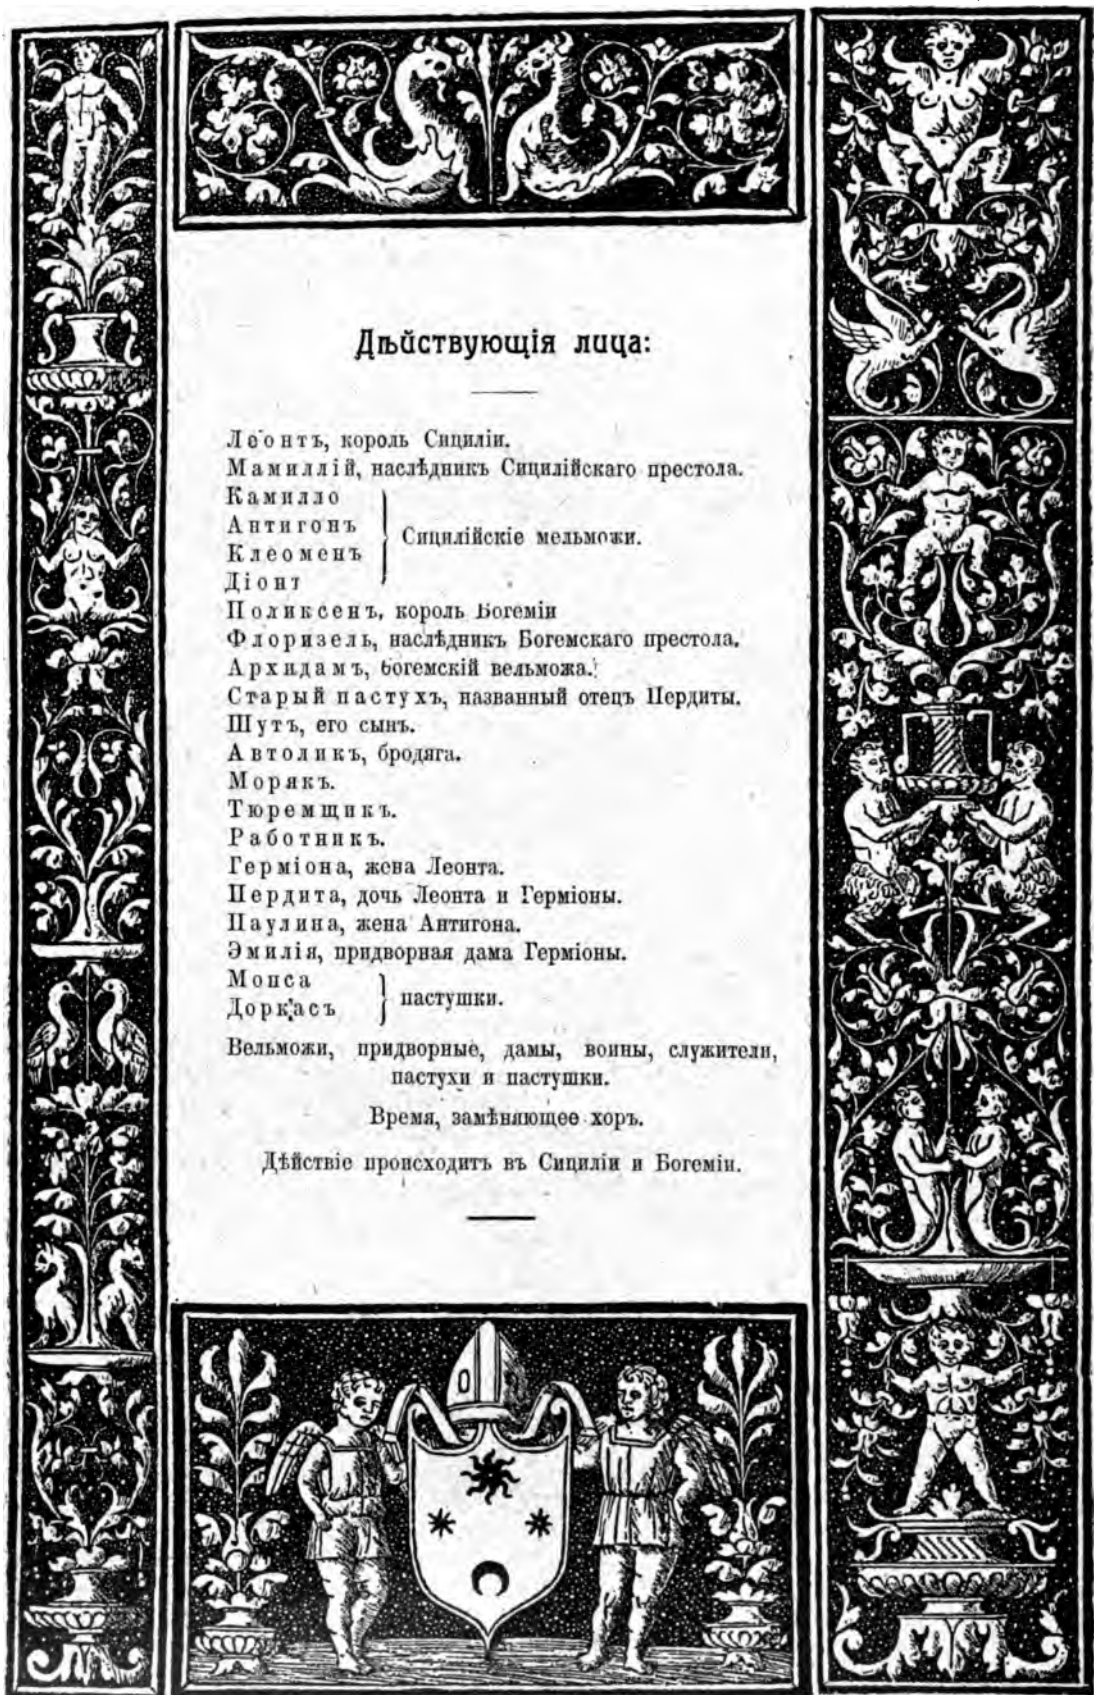 Дѣйствующія лица:
Леонтъ, король Сициліи.
Мамиллій, наслѣдникъ Сицилійскаго престола.
Камилло
Антигонъ
Клеоменъ
Діонт
Сицилійскіе мельможи.
Поликсенъ, король Богеміи
Флоризель, наслѣдникъ Богемскаго престола.
Архидамъ, богемскій вельможа.
Старый пастухъ, названный отецъ Пердиты.
Шутъ, его сынъ.
Автоликъ, бродяга.
Морякъ.
Тюремщикъ.
Работникъ.
Герміона, жена Леонта.
Пердита, дочь Леонта и Герміоны.
Паулина, жена Антигона.
Эмилія, придворная дама Герміоны.
Мопса
Доркасъ
пастушки.
Вельможи, придворные, дамы, воины, служители,
пастухи и пастушки.
Время, замѣняющее хоръ.
Дѣйствіе происходитъ въ Сициліи и Богеміи.